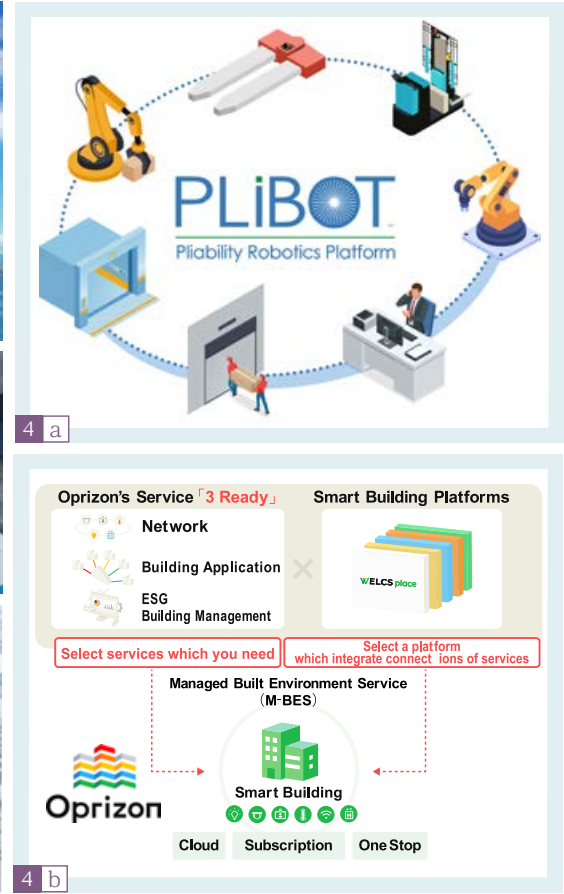 PLiBOT
Pliability Robotics Platform
4 a
Oprizon's Service「3 Ready」
Smart Building Platforms
Network
Building Application
ESG
Building Management
WELCS place
Select services which you need
Select a platform
which integrate connect ions of services
Managed Built Environment Service
(M-BES)
Smart Building
Oprizon
Cloud
Subscription
One Stop
4 b